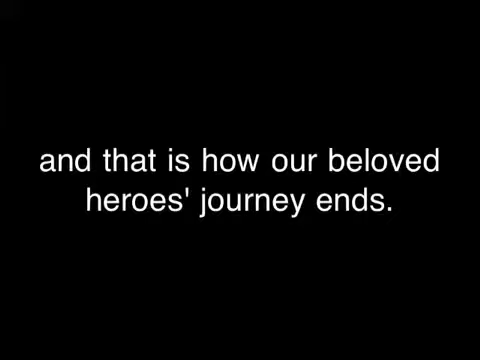 and that is how our beloved
heroes' journey ends.